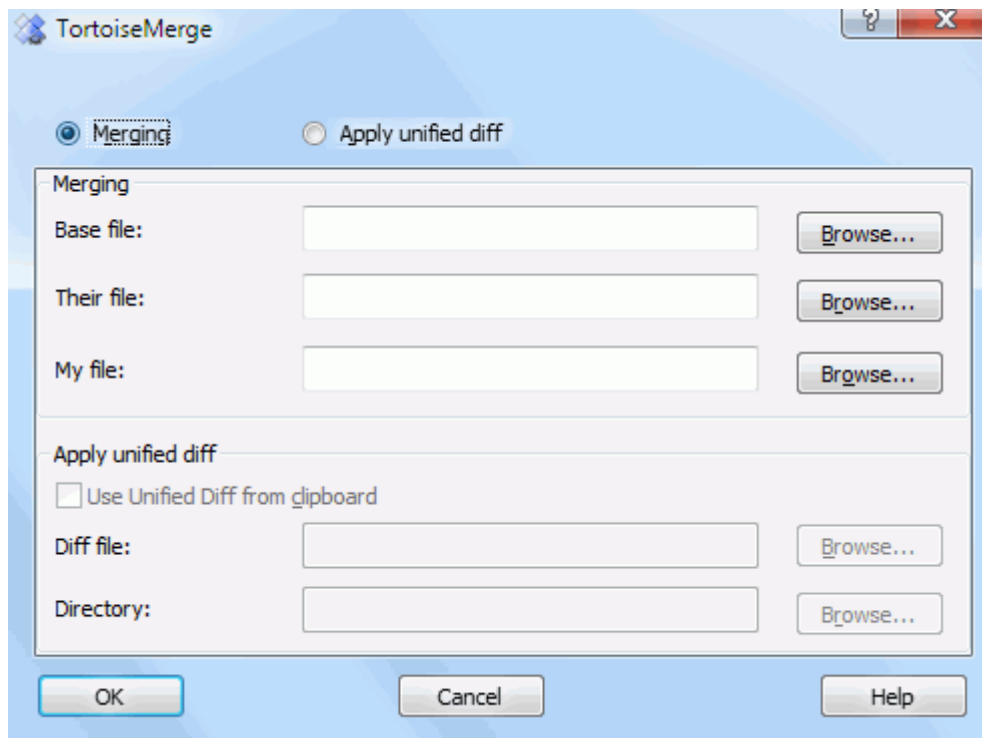 TortoiseMerge
Merging Apply unified diff
Merging
Base file: Browse...
Their file: Browse...
My file: Browse...
Apply unified diff
Use Unified Diff from clipboard
Diff file: Browse...
Directory: Browse...
OK Cancel Help